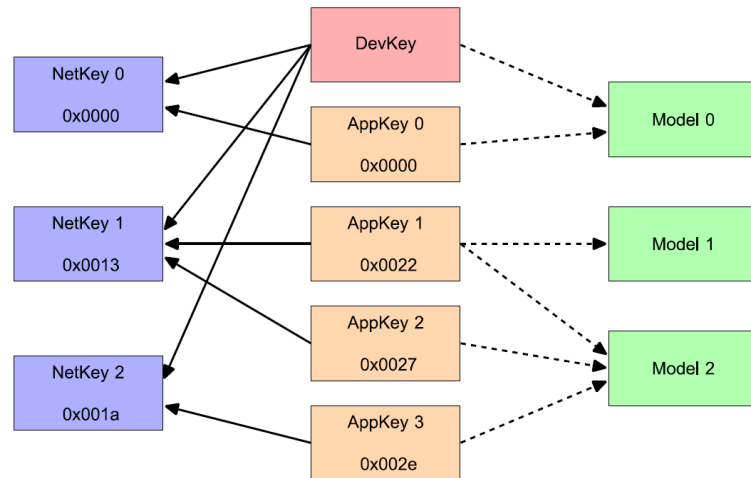 DevKey
NetKey 0
0x0000
AppKey 0
0x0000
Model 0
NetKey 1
0x0013
AppKey 1
0x0022
Model 1
AppKey 2
0x0027
NetKey 2
0x001a
Model 2
AppKey 3
0x002e